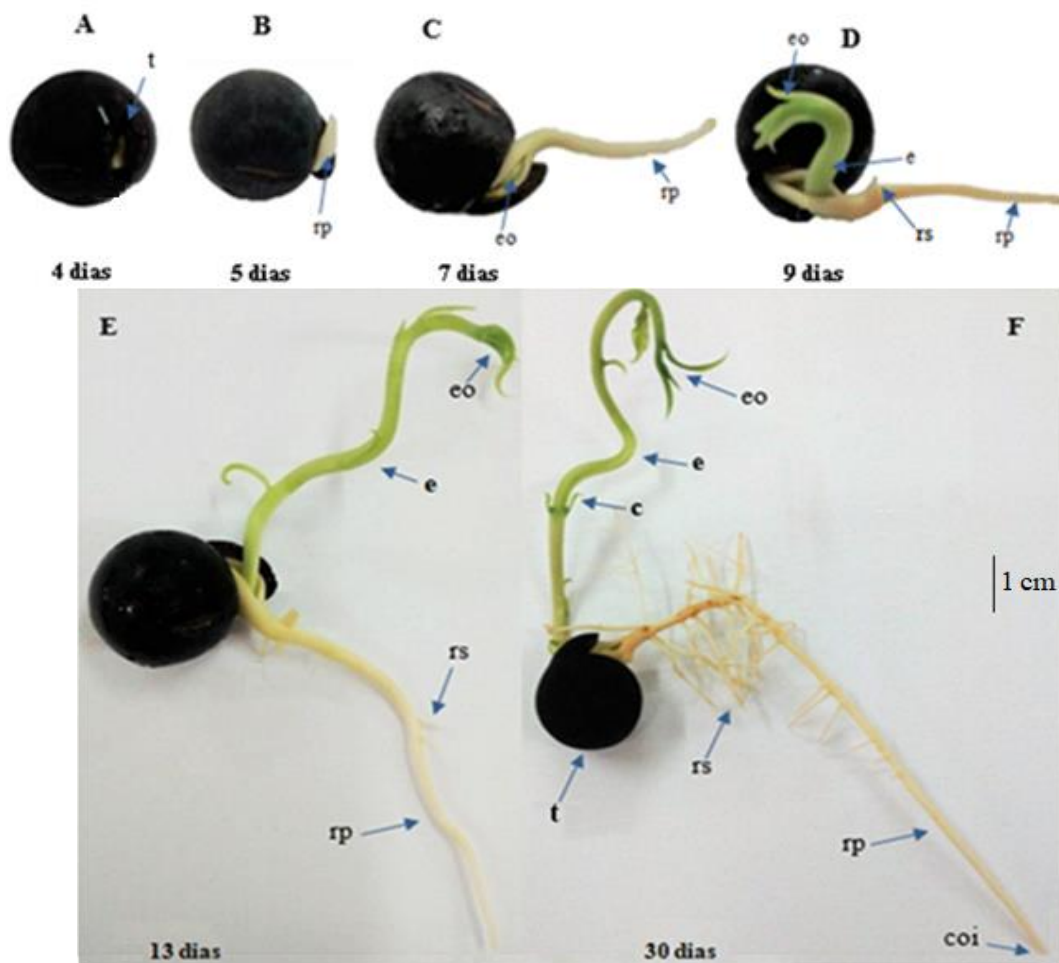 A
t
B
rp
C
eo
rp
D
eo
e
rs
rp
4 dias
5 dias
7 dias
9 dias
E
eo
e
rs
rp
13 dias
F
eo
e
c
1 cm
rs
t
rp
coi
30 dias